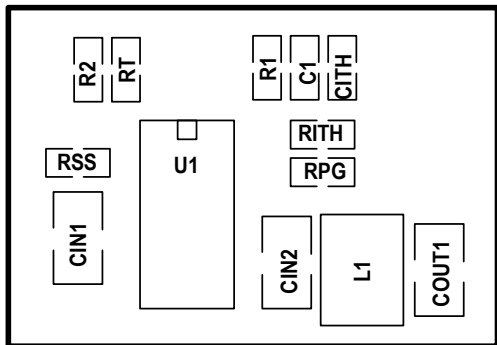 R2
RT
R1
C1
CITH
RITH
RSS
U1
RPG
CIN1
CIN2
L1
COUT1